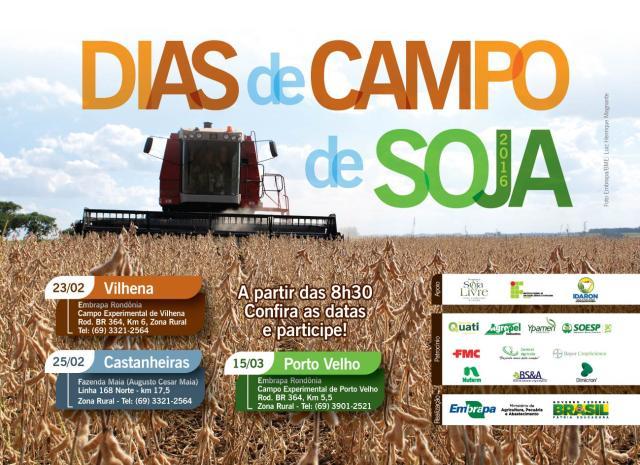 DIAS de CAMPO
de SOJA
2016
Foto Embrapa/BME: Luiz Henrique Magnante
23/02 Vilhena
Embrapa Rondônia
Campo Experimental de Vilhena
Rod. BR 364, Km 6, Zona Rural
Tel: (69) 3321-2564
A partir das 8h30
Confira as datas
e participe!
25/02 Castanheiras
Fazenda Maia (Augusto Cesar Maia)
Linha 168 Norte - km 17,5
Zona Rural - Tel: (69) 3321-2564
15/03 Porto Velho
Embrapa Rondônia
Campo Experimental de Porto Velho
Rod. BR 364, Km 5,5
Zona Rural - Tel: (69) 3901-2521
Apoio
Soja
Livre
IDARON
Patrocínio
Quati
Agropel
Ypameri
SOESP
FMC
Bayer CropScience
Nufarm
BS&A
Omicron
Realização
Embrapa
Ministério da
Agricultura, Pecuária
e Abastecimento
GOVERNO FEDERAL
BRASIL
PÁTRIA EDUCADORA